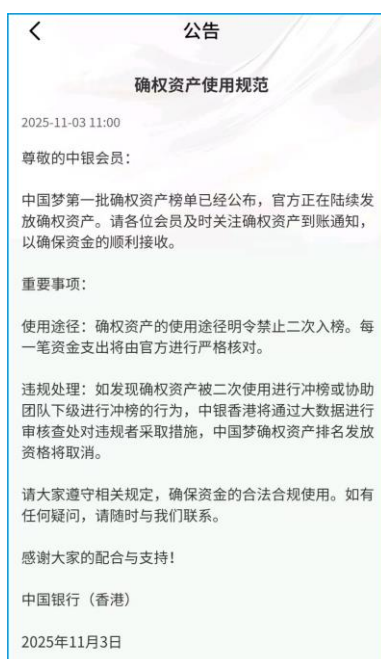 公告
确权资产使用规范
2025-11-03 11:00
尊敬的中银会员：
中国梦第一批确权资产榜单已经公布，官方正在陆续发
放确权资产。请各位会员及时关注确权资产到账通知，
以确保资金的顺利接收。
重要事项：
使用途径：确权资产的使用途径明令禁止二次入榜。每
一笔资金支出将由官方进行严格核对。
违规处理：如发现确权资产被二次使用进行冲榜或协助
团队下级进行冲榜的行为，中银香港将通过大数据进行
审核查处对违规者采取措施，中国梦确权资产排名发放
资格将取消。
请大家遵守相关规定，确保资金的合法合规使用。如有
任何疑问，请随时与我们联系。
感谢大家的配合与支持！
中国银行（香港）
2025年11月3日